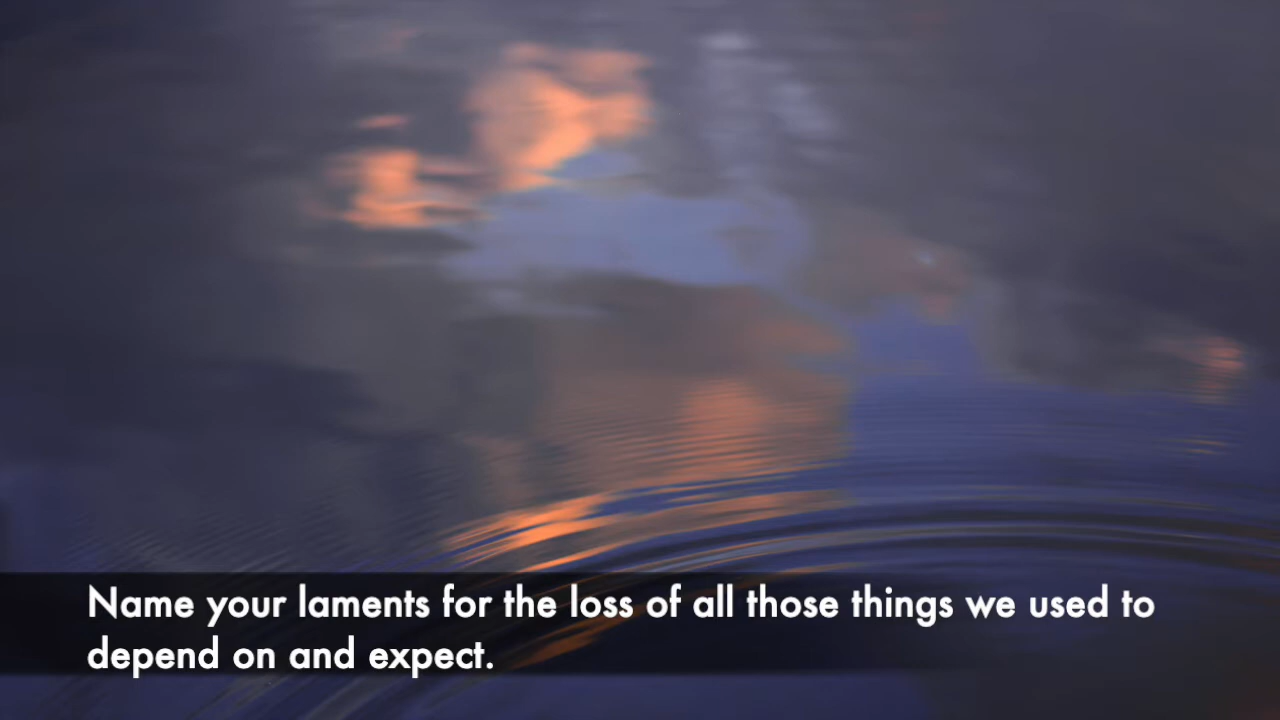 Name your laments for the loss of all those things we used to
depend on and expect.